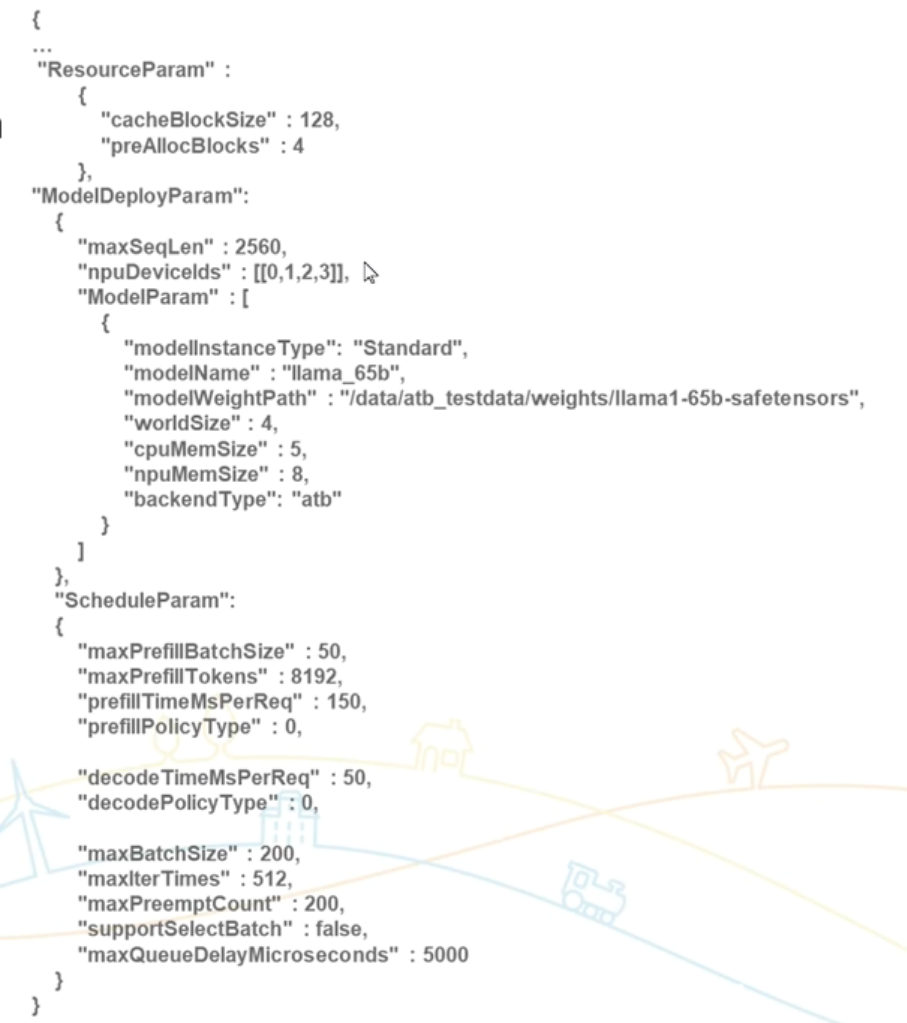 {
...
"ResourceParam" :
{
"cacheBlockSize" : 128,
"preAllocBlocks" : 4
},
"ModelDeployParam":
{
"maxSeqLen" : 2560,
"npuDeviceIds" : [[0,1,2,3]],
"ModelParam" : [
{
"modelInstanceType": "Standard",
"modelName" : "llama_65b",
"modelWeightPath" : "/data/atb_testdata/weights/llama1-65b-safetensors",
"worldSize" : 4,
"cpuMemSize" : 5,
"npuMemSize" : 8,
"backendType": "atb"
}
]
},
"ScheduleParam":
{
"maxPrefillBatchSize" : 50,
"maxPrefillTokens" : 8192,
"prefillTimeMsPerReq" : 150,
"prefillPolicyType" : 0,
"decodeTimeMsPerReq" : 50,
"decodePolicyType" : 0,
"maxBatchSize" : 200,
"maxIterTimes" : 512,
"maxPreemptCount" : 200,
"supportSelectBatch" : false,
"maxQueueDelayMicroseconds" : 5000
}
}